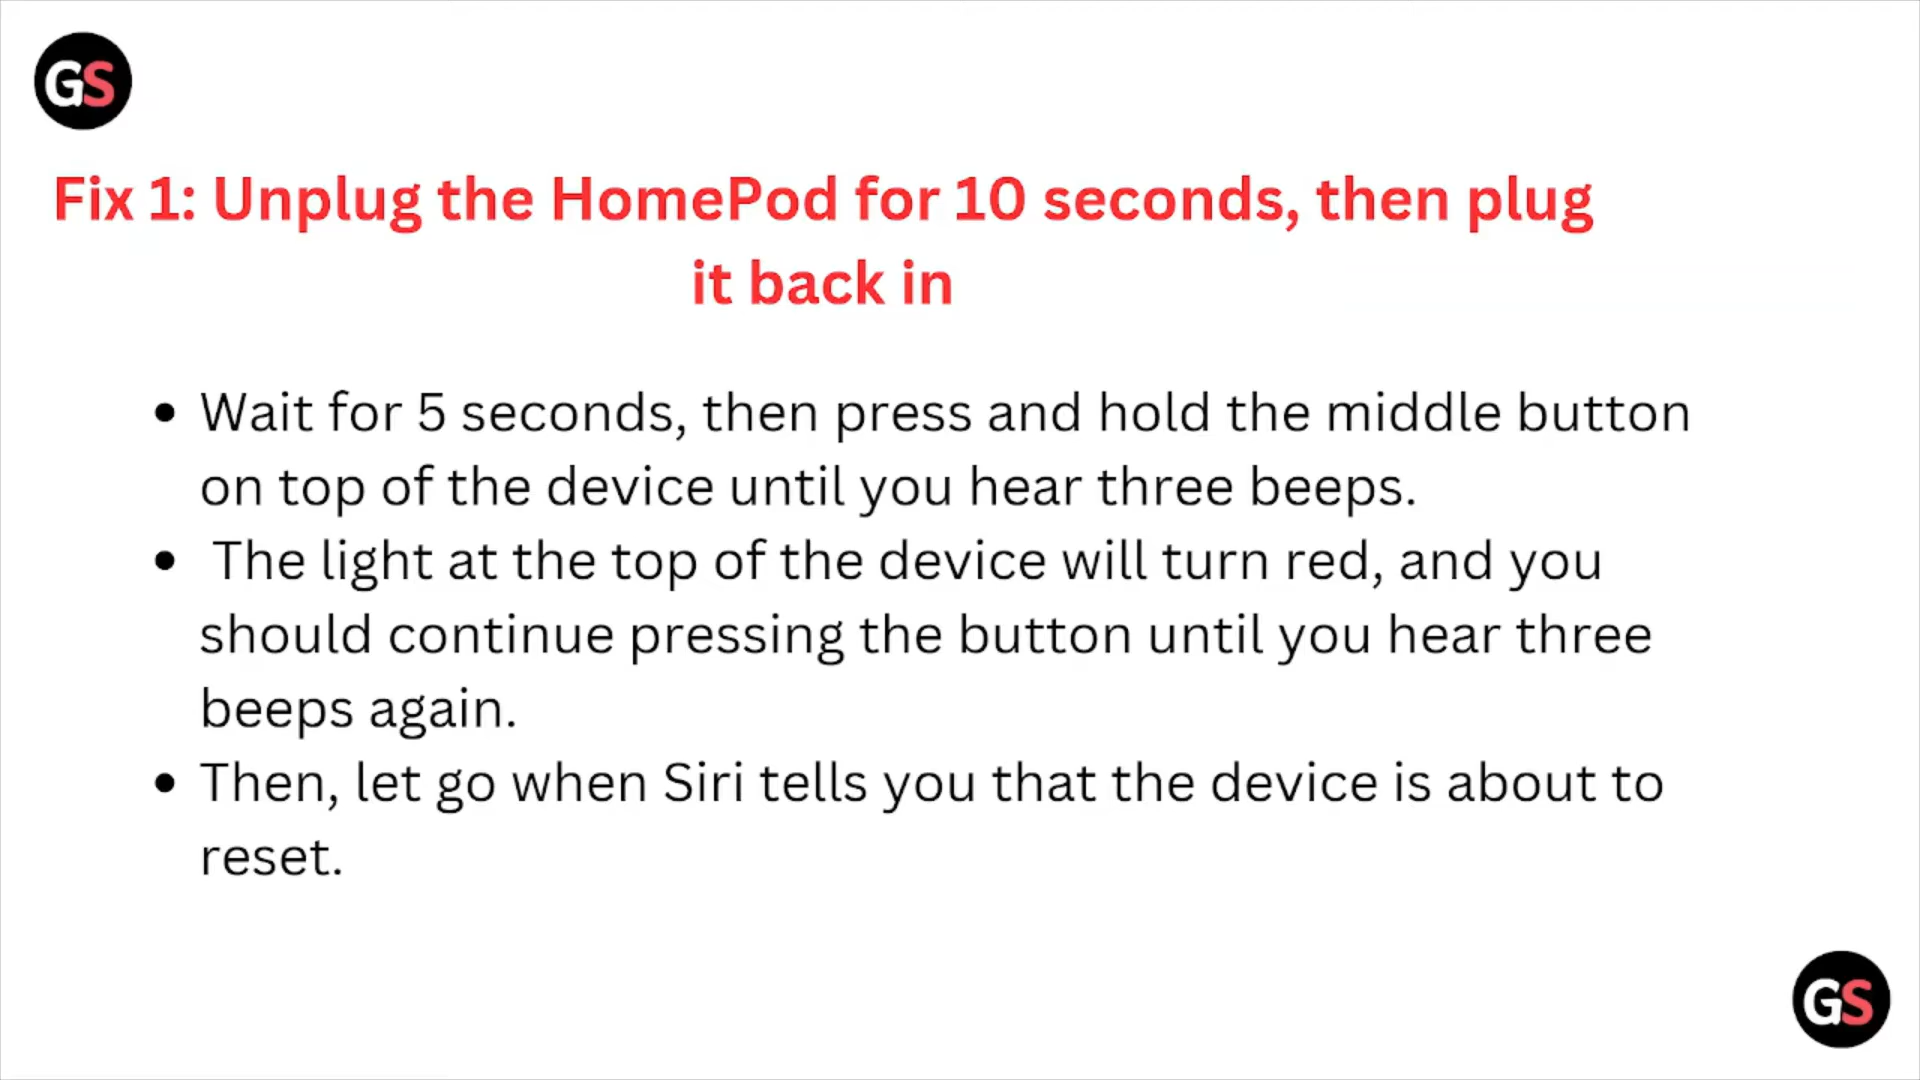 GS
Fix 1: Unplug the HomePod for 10 seconds, then plug
it back in
• Wait for 5 seconds, then press and hold the middle button
on top of the device until you hear three beeps.
• The light at the top of the device will turn red, and you
should continue pressing the button until you hear three
beeps again.
• Then, let go when Siri tells you that the device is about to
reset.
GS